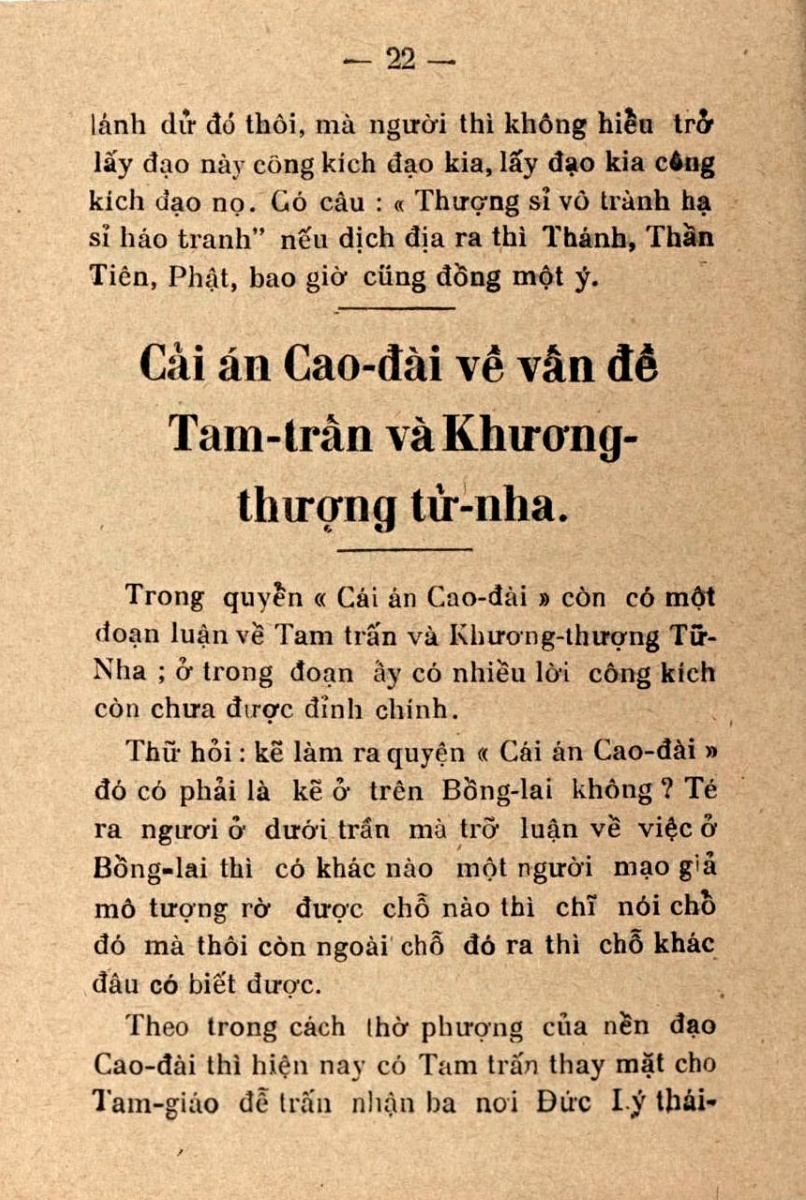 — 22 —
lánh dữ đó thôi, mà người thì không hiểu trở
lấy đạo này công kích đạo kia, lấy đạo kia công
kích đạo nọ. Có câu : « Thượng sỉ vô trành hạ
sỉ háo tranh” nếu dịch địa ra thì Thánh, Thần
Tiên, Phật, bao giờ cũng đồng một ý.
Cải án Cao-đài về vấn đề
Tam-trấn và Khương-
thượng tử-nha.
Trong quyển « Cái án Cao-đài » còn có một
đoạn luận về Tam trấn và Khương-thượng Tữ-
Nha ; ở trong đoạn ấy có nhiều lời công kích
còn chưa được đỉnh chính.
Thữ hỏi : kẽ làm ra quyện « Cái án Cao-đài »
đó có phải là kẽ ở trên Bồng-lai không ? Té
ra ngươi ở dưới trần mà trỡ luận về việc ở
Bồng-lai thì có khác nào một người mạo giả
mô tượng rờ được chỗ nào thì chĩ nói chồ
đó mà thôi còn ngoài chỗ đó ra thì chỗ khác
đâu có biết được.
Theo trong cách thờ phượng của nền đạo
Cao-đài thì hiện nay có Tam trấn thay mặt cho
Tam-giáo để trấn nhận ba nơi Đức Lý thái-